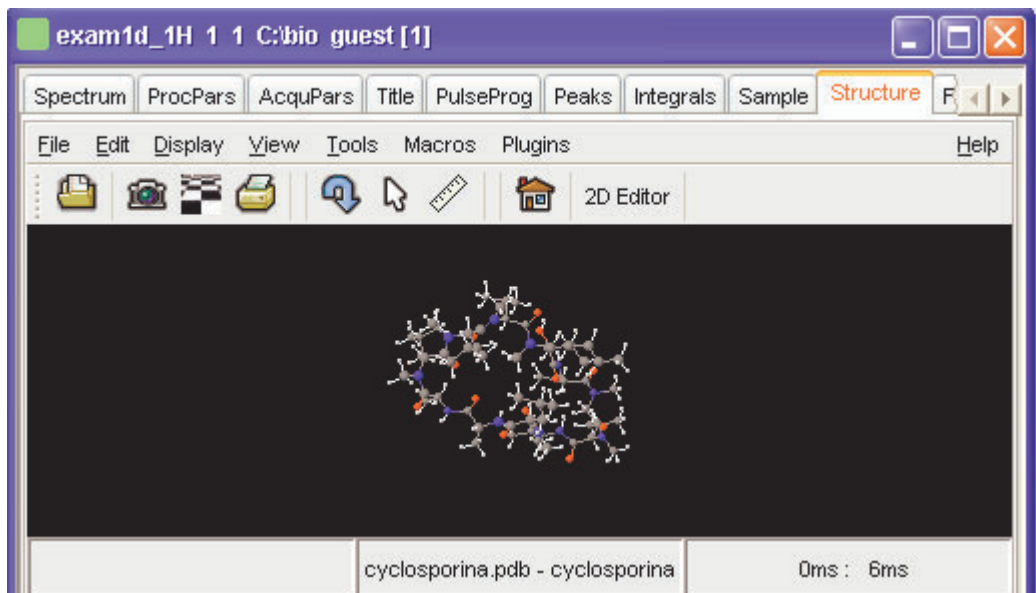 exam1d_1H 1 1 C:\bio guest [1]
Spectrum ProcPars AcquPars Title PulseProg Peaks Integrals Sample Structure F
File Edit Display View Tools Macros Plugins Help
2D Editor
cyclosporina.pdb - cyclosporina 0ms : 6ms